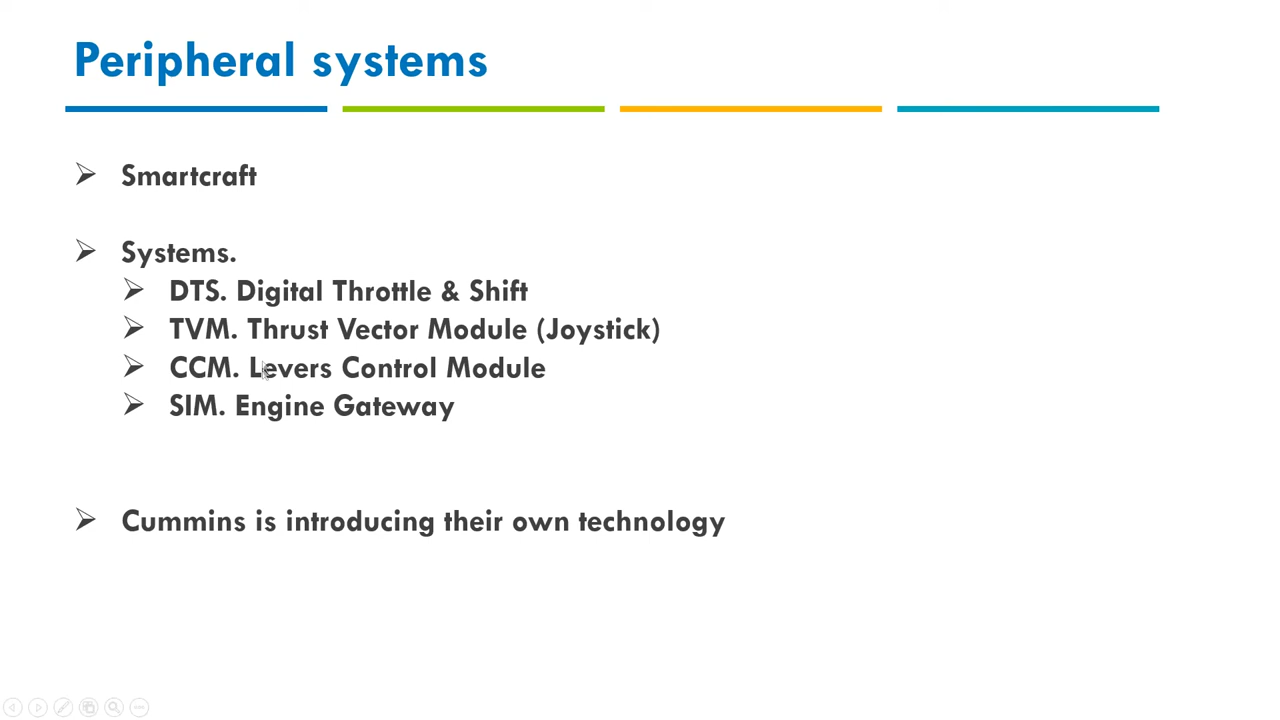 Peripheral systems
Smartcraft
Systems.
DTS. Digital Throttle & Shift
TVM. Thrust Vector Module (Joystick)
CCM. Levers Control Module
SIM. Engine Gateway
Cummins is introducing their own technology